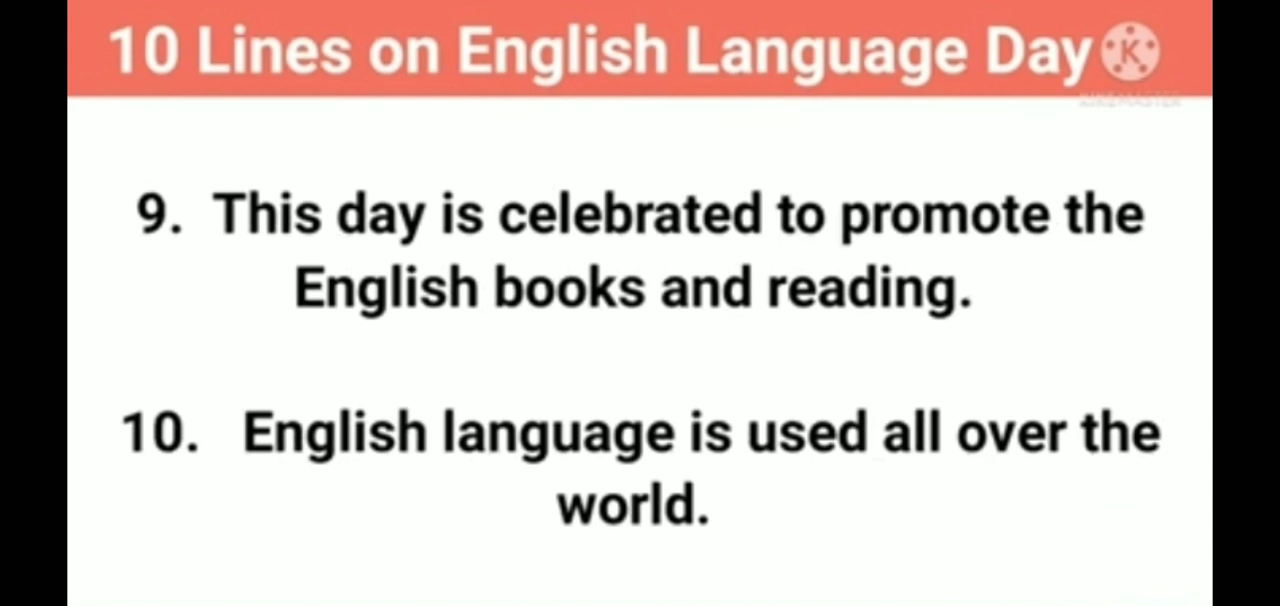 10 Lines on English Language Day
K
KINEMASTER
9. This day is celebrated to promote the
English books and reading.
10. English language is used all over the
world.